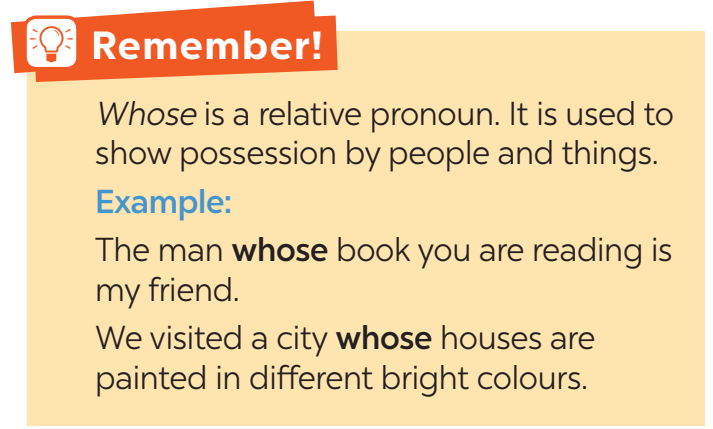 Remember!
Whose is a relative pronoun. It is used to
show possession by people and things.
Example:
The man whose book you are reading is
my friend.
We visited a city whose houses are
painted in different bright colours.